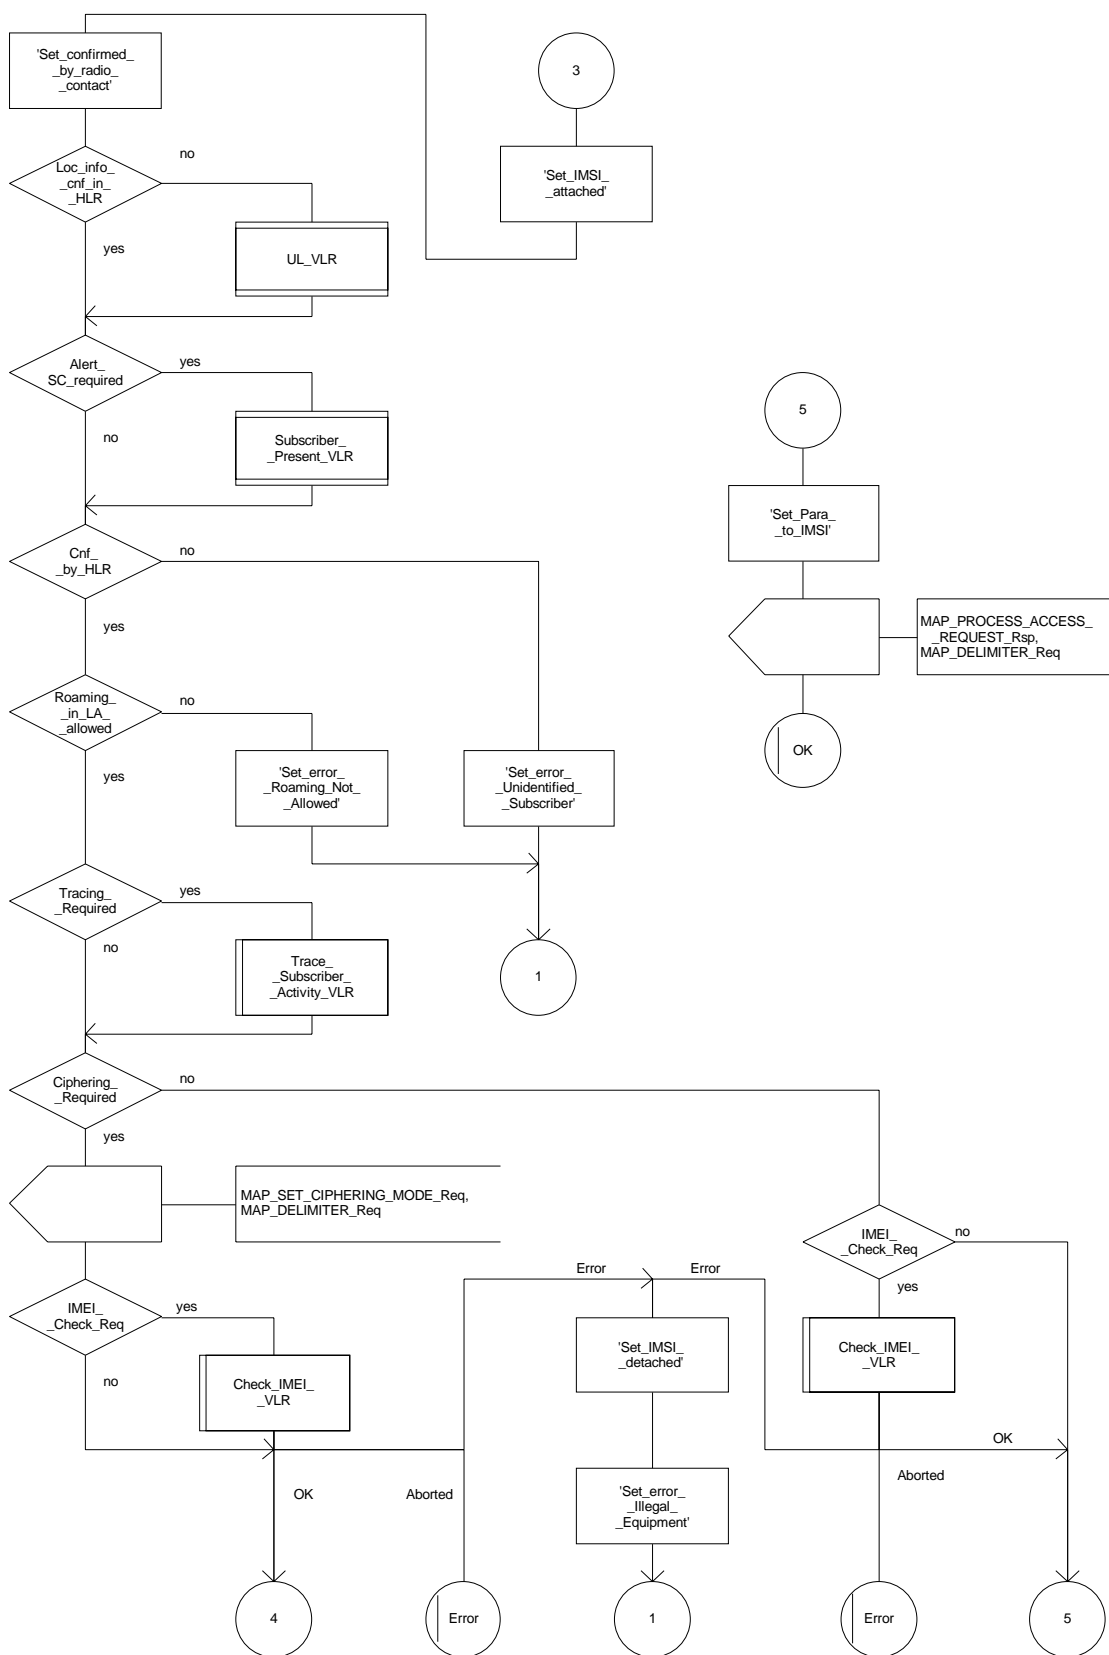 'Set_confirmed_
_by_radio_
_contact'
3
Loc_info_
_cnf_in_
_HLR
no
yes
'Set_IMSI_
_attached'
UL_VLR
Alert_
SC_required
yes
no
Subscriber_
_Present_VLR
5
'Set_Para_
_to_IMSI'
Cnf_
_by_HLR
no
yes
MAP_PROCESS_ACCESS_
_REQUEST_Rsp,
MAP_DELIMITER_Req
OK
Roaming_
_in_LA_
_allowed
no
yes
'Set_error_
_Roaming_Not_
_Allowed'
'Set_error_
_Unidentified_
_Subscriber'
Tracing_
_Required
yes
no
Trace_
_Subscriber_
_Activity_VLR
1
Ciphering_
_Required
no
yes
MAP_SET_CIPHERING_MODE_Req,
MAP_DELIMITER_Req
IMEI_
_Check_Req
no
yes
Error
Error
IMEI_
_Check_Req
yes
no
Check_IMEI_
_VLR
'Set_IMSI_
_detached'
Check_IMEI_
_VLR
OK
Aborted
OK
Aborted
'Set_error_
_Illegal_
_Equipment'
4
Error
1
Error
5